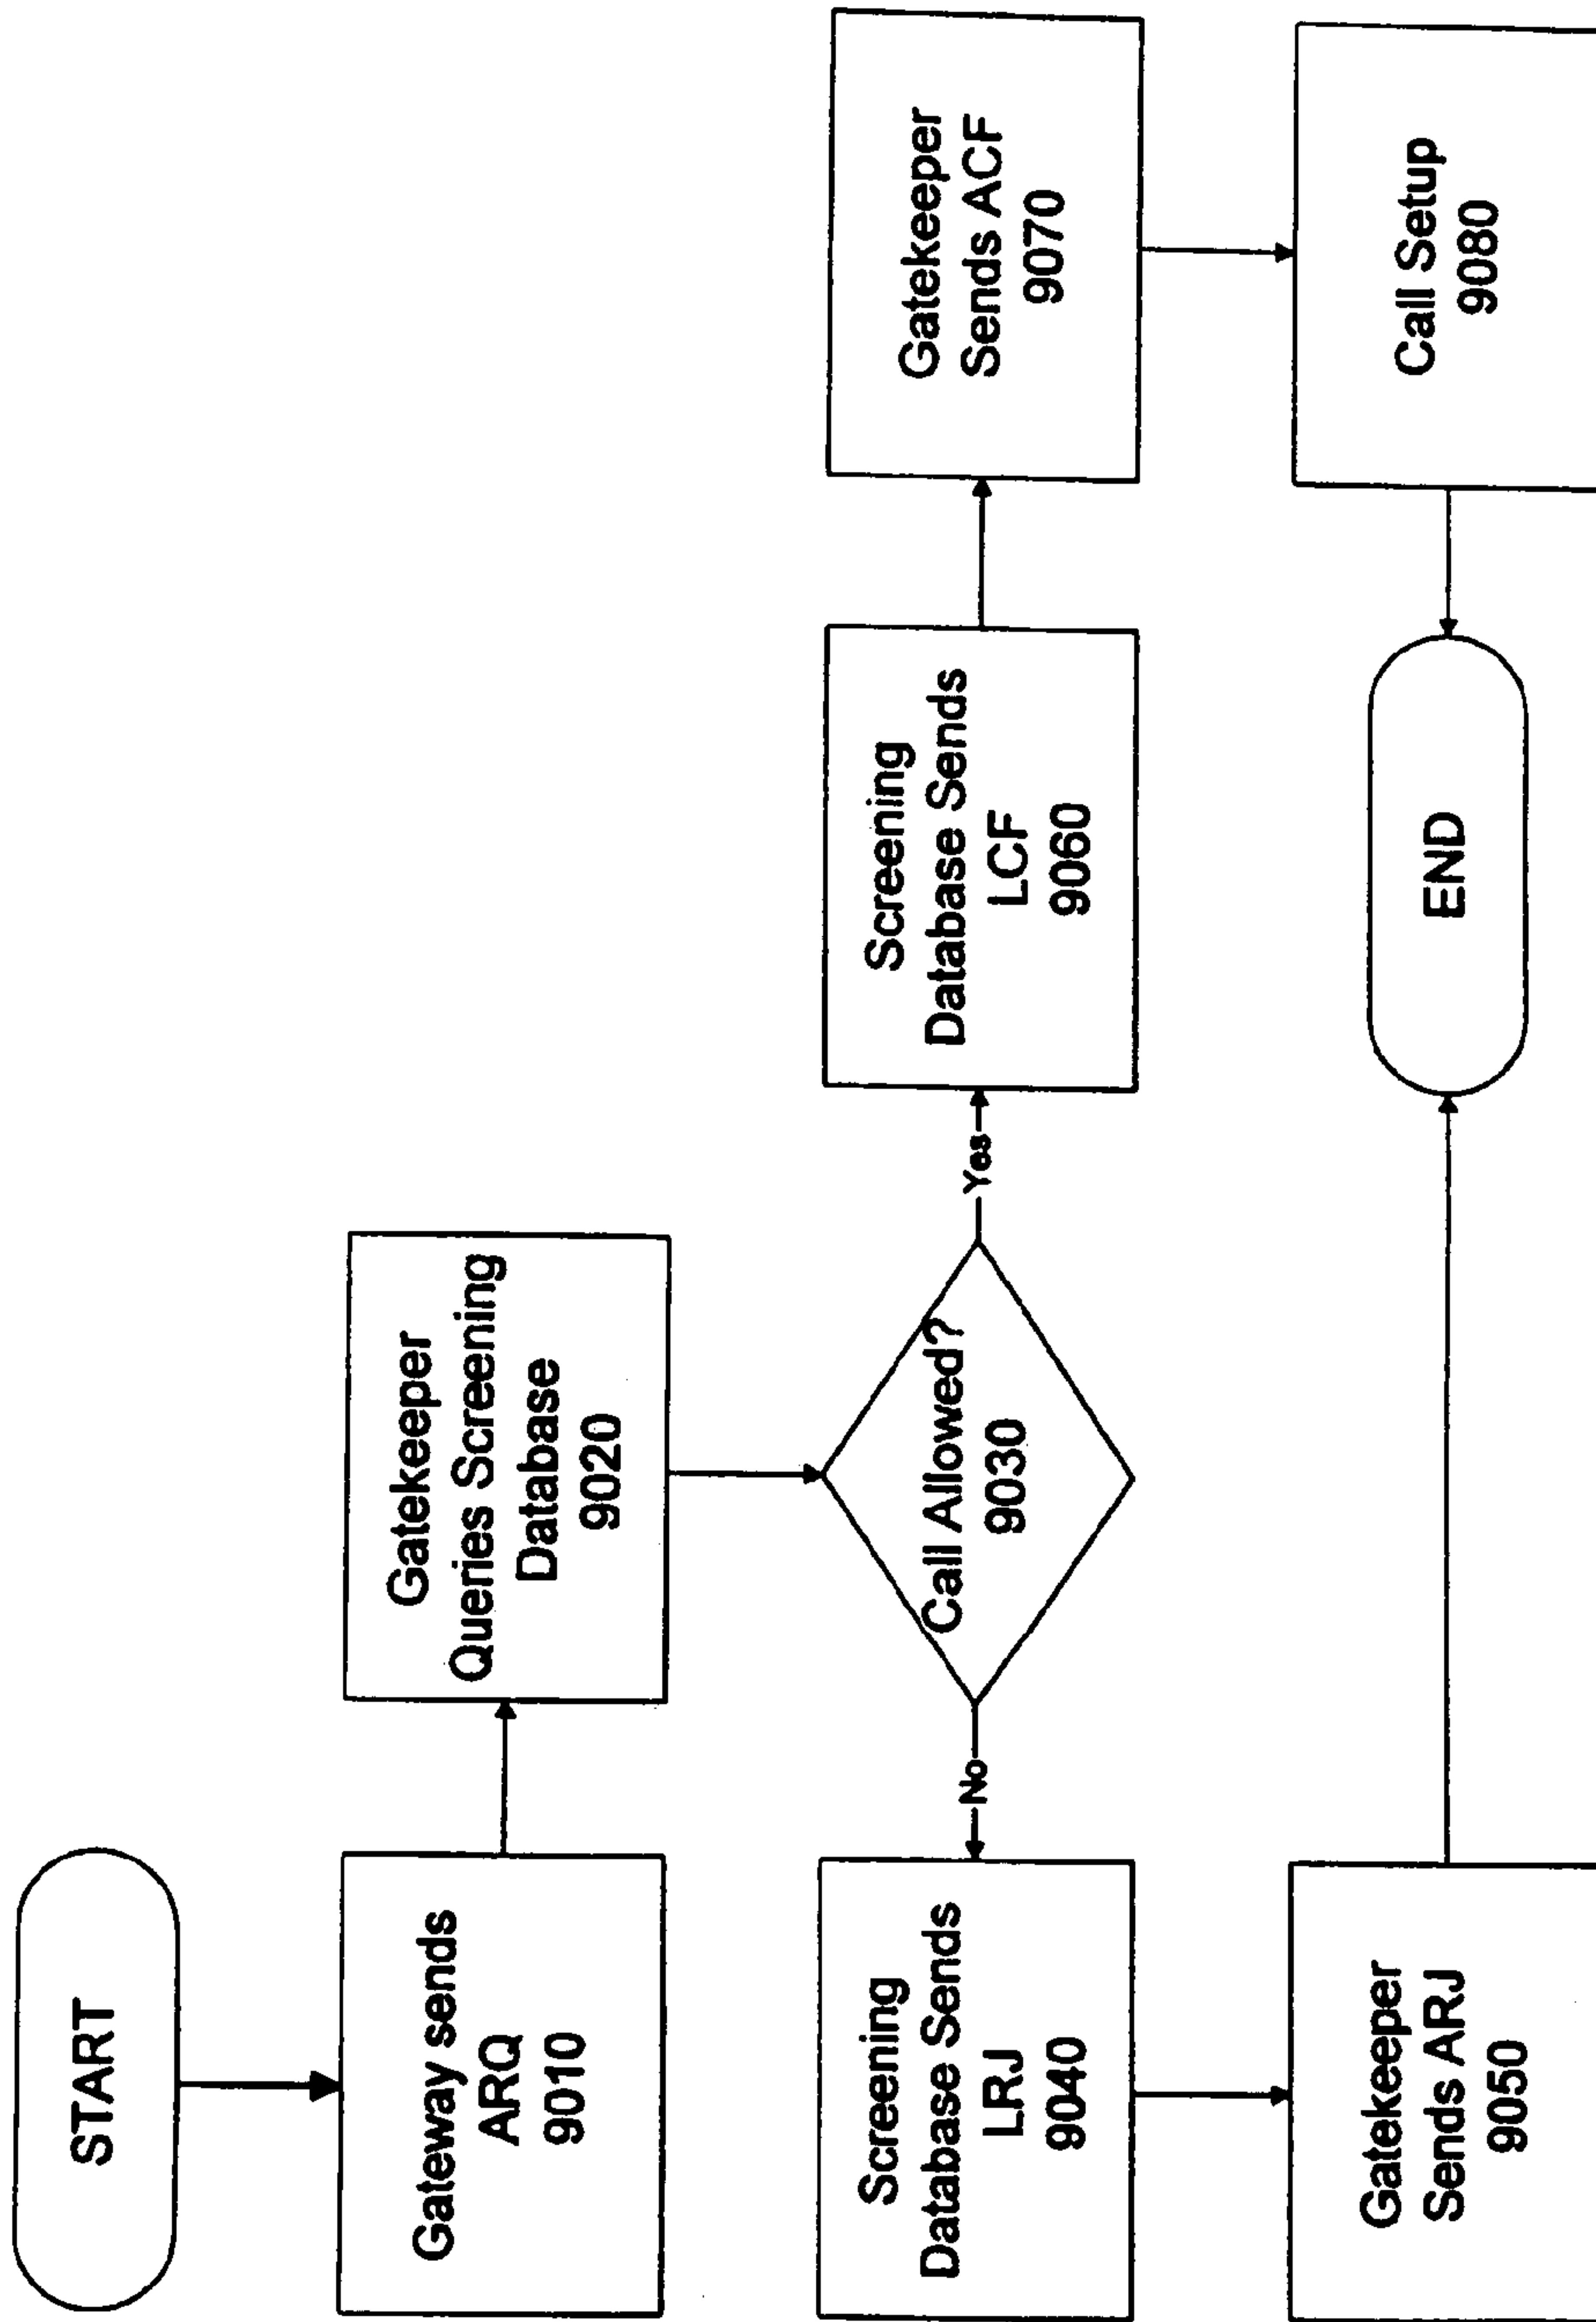 START
Gateway sends
ARQ
9010
Gatekeeper
Queries Screening
Database
9020
Call Allowed?
9030
No
Yes
Screening
Database Sends
LRJ
9040
Screening
Database Sends
LCF
9060
Gatekeeper
Sends ACF
9070
Gatekeeper
Sends ARJ
9050
END
Call Setup
9080